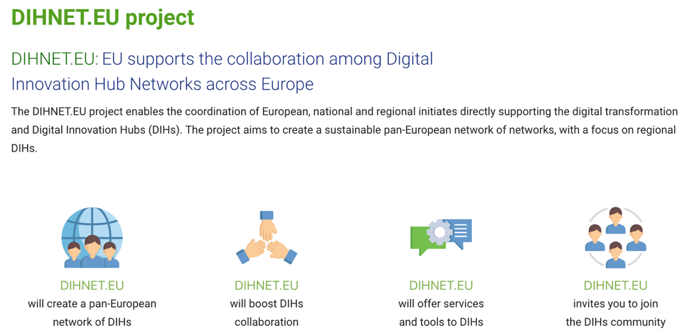 DIHNET.EU project
DIHNET.EU: EU supports the collaboration among Digital
Innovation Hub Networks across Europe
The DIHNET.EU project enables the coordination of European, national and regional initiates directly supporting the digital transformation
and Digital Innovation Hubs (DIHs). The project aims to create a sustainable pan-European network of networks, with a focus on regional
DIHs.
DIHNET.EU
will create a pan-European
network of DIHs
DIHNET.EU
will boost DIHs
collaboration
DIHNET.EU
will offer services
and tools to DIHs
DIHNET.EU
invites you to join
the DIHs community